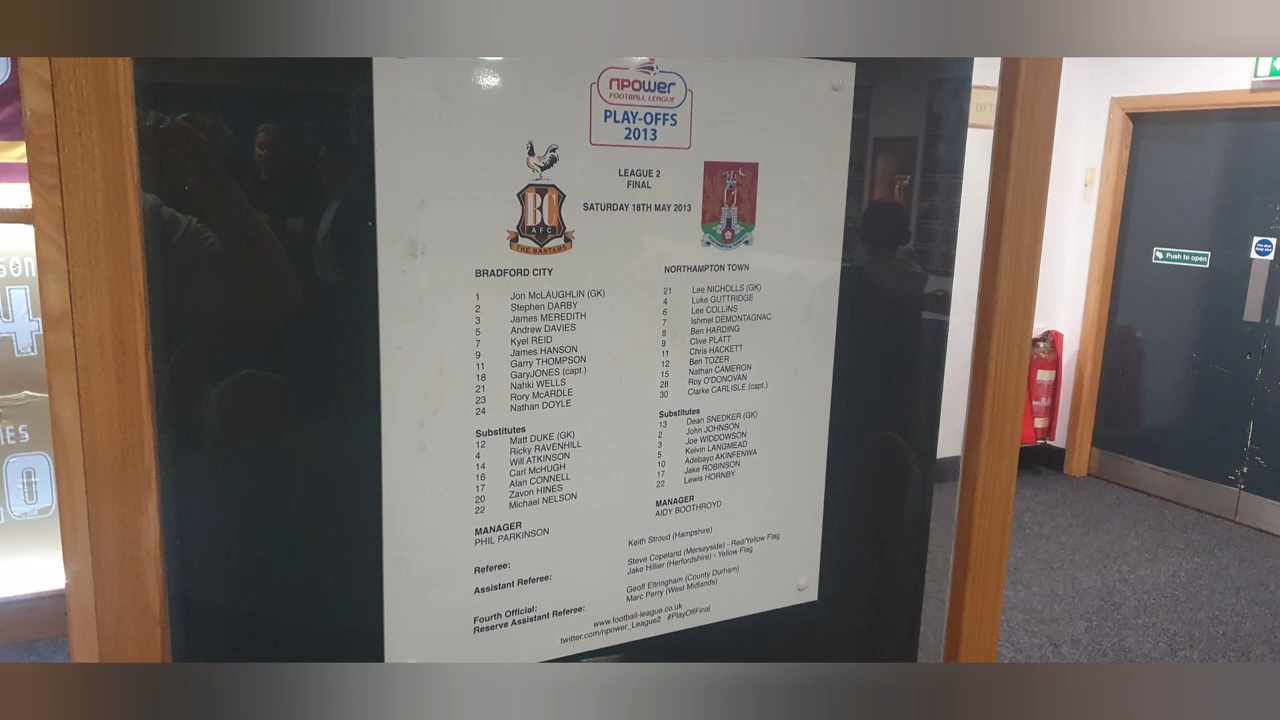 npower
FOOTBALL LEAGUE
PLAY-OFFS
2013
LEAGUE 2
FINAL
SATURDAY 18TH MAY 2013
BC
AFC
THE BANTAMS
BRADFORD CITY
1 Jon McLAUGHLIN (GK)
2 Stephen DARBY
3 James MEREDITH
5 Andrew DAVIES
7 Kyel REID
9 James HANSON
11 Garry THOMPSON
18 GaryJONES (capt.)
21 Nahki WELLS
23 Rory McARDLE
24 Nathan DOYLE
Substitutes
12 Matt DUKE (GK)
4 Ricky RAVENHILL
14 Will ATKINSON
16 Carl McHUGH
17 Alan CONNELL
20 Zavon HINES
22 Michael NELSON
MANAGER
PHIL PARKINSON
NORTHAMPTON TOWN
21 Lee NICHOLLS (GK)
4 Luke GUTTRIDGE
6 Lee COLLINS
7 Ishmel DEMONTAGNAC
8 Ben HARDING
9 Clive PLATT
11 Chris HACKETT
12 Ben TOZER
15 Nathan CAMERON
28 Roy O'DONOVAN
30 Clarke CARLISLE (capt.)
Substitutes
13 Dean SNEDKER (GK)
2 John JOHNSON
3 Joe WIDDOWSON
5 Kelvin LANGMEAD
10 Adebayo AKINFENWA
17 Jake ROBINSON
22 Lewis HORNBY
MANAGER
AIDY BOOTHROYD
Referee: Keith Stroud (Hampshire)
Assistant Referee: Steve Copeland (Merseyside) - Red/Yellow Flag
Jake Hillier (Herfordshire) - Yellow Flag
Fourth Official: Geoff Eltringham (County Durham)
Reserve Assistant Referee: Marc Perry (West Midlands)
www.football-league.co.uk
twitter.com/npower_League2 #PlayOffFinal
Push to open